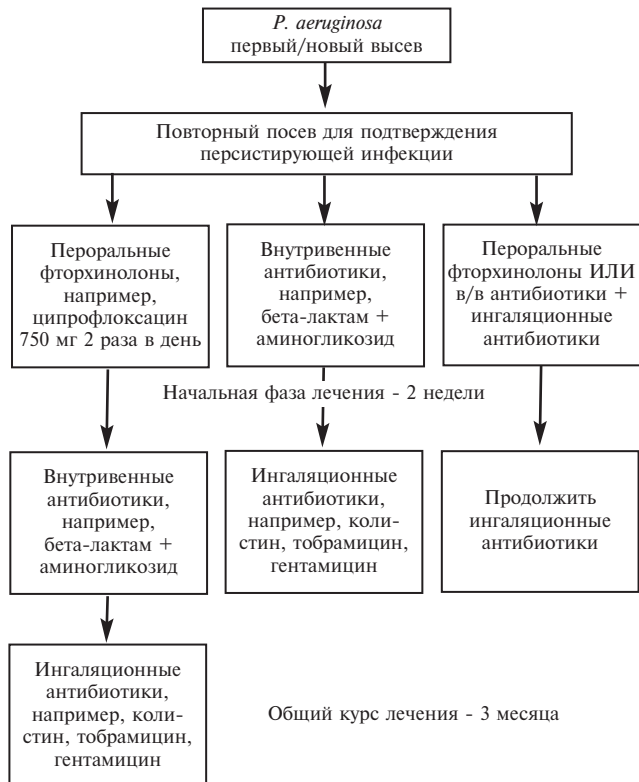 P. aeruginosa
первый/новый высев
Повторный посев для подтверждения
персистирующей инфекции
Пероральные
фторхинолоны,
например,
ципрофлоксацин
750 мг 2 раза в день
Внутривенные
антибиотики,
например,
бета-лактам +
аминогликозид
Пероральные
фторхинолоны ИЛИ
в/в антибиотики +
ингаляционные
антибиотики
Начальная фаза лечения - 2 недели
Внутривенные
антибиотики,
например,
бета-лактам +
аминогликозид
Ингаляционные
антибиотики,
например, коли-
стин, тобрамицин,
гентамицин
Продолжить
ингаляционные
антибиотики
Ингаляционные
антибиотики,
например, коли-
стин, тобрамицин,
гентамицин
Общий курс лечения - 3 месяца